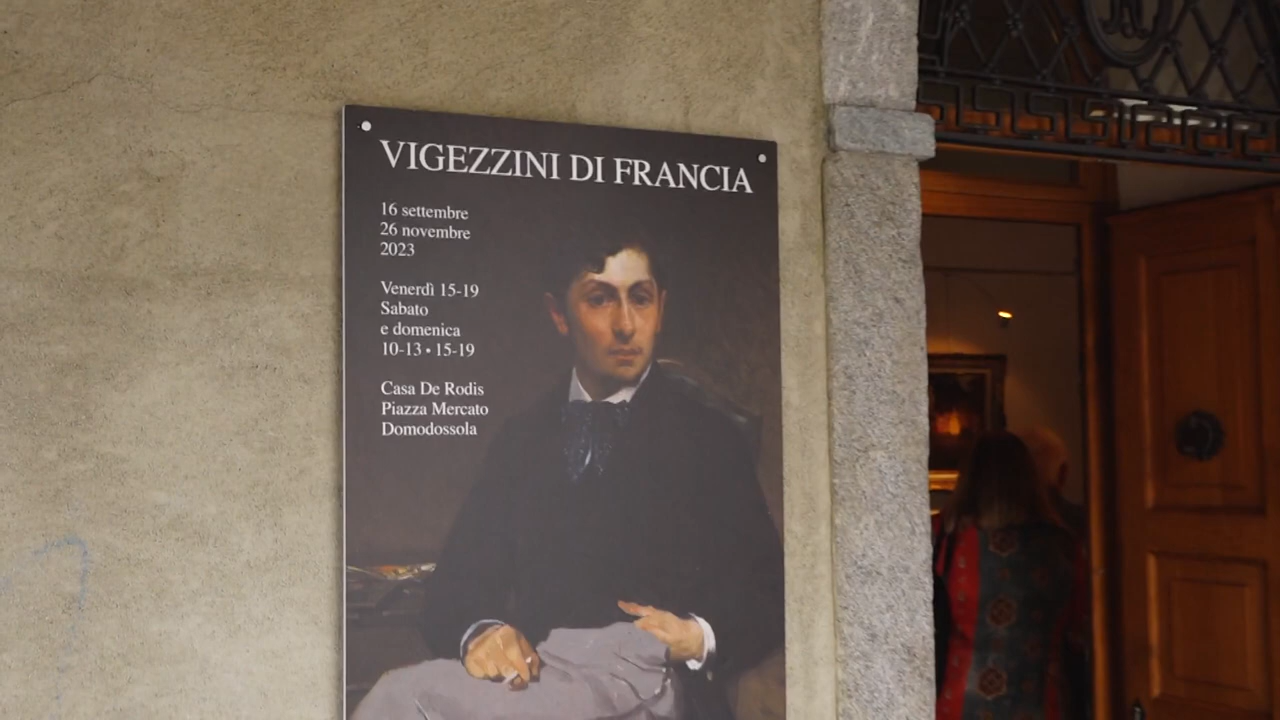 VIGEZZINI DI FRANCIA
16 settembre
26 novembre
2023
Venerdì 15-19
Sabato
e domenica
10-13 • 15-19
Casa De Rodis
Piazza Mercato
Domodossola